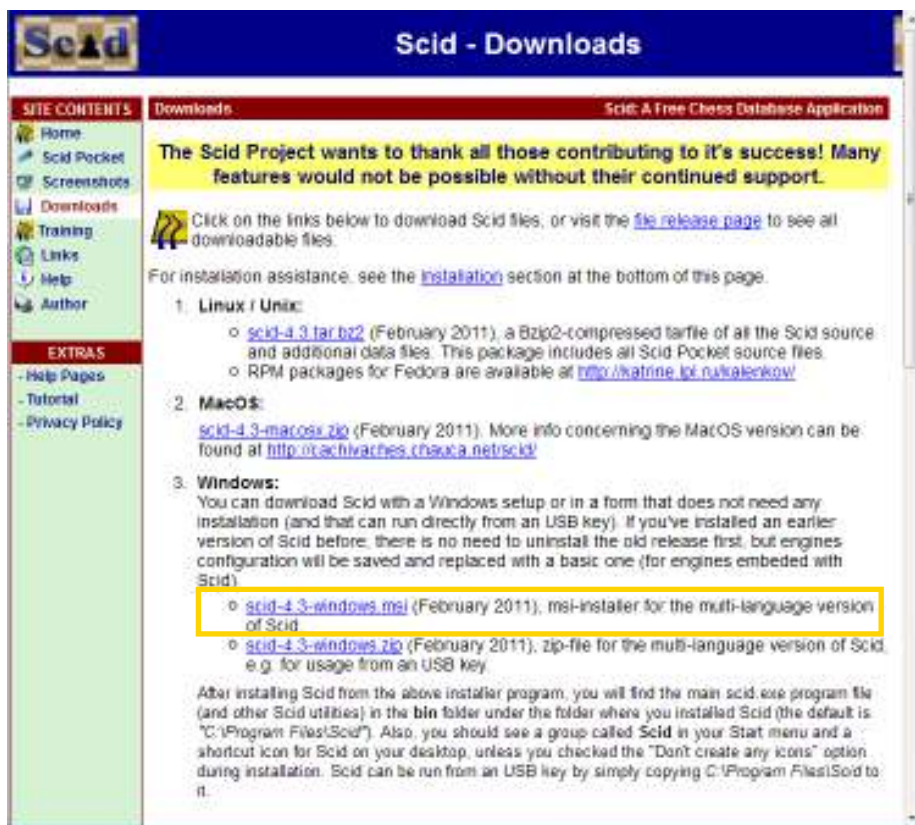 Scid
Scid - Downloads
SITE CONTENTS
Home
Scid Pocket
Screenshots
Downloads
Training
Links
Help
Author
EXTRAS
- Help Pages
- Tutorial
- Privacy Policy
Downloads
Scid: A Free Chess Database Application
The Scid Project wants to thank all those contributing to it's success! Many
features would not be possible without their continued support.
Click on the links below to download Scid files, or visit the file release page to see all
downloadable files.
For installation assistance, see the Installation section at the bottom of this page.
1. Linux / Unix:
scid-4.3.tar.bz2 (February 2011), a Bzip2-compressed tarfile of all the Scid source
and additional data files. This package includes all Scid Pocket source files.
RPM packages for Fedora are available at http://katrine.lpi.ru/kalenkov/
2. MacOS:
scid-4.3-macosx.zip (February 2011). More info concerning the MacOS version can be
found at http://cachivaches.chauca.net/scid/
3. Windows:
You can download Scid with a Windows setup or in a form that does not need any
installation (and that can run directly from an USB key). If you've installed an earlier
version of Scid before, there is no need to uninstall the old release first, but engines
configuration will be saved and replaced with a basic one (for engines embeded with
Scid)
scid-4.3-windows.msi (February 2011), msi-installer for the multi-language version
of Scid
scid-4.3-windows.zip (February 2011), zip-file for the multi-language version of Scid,
e.g. for usage from an USB key.
After installing Scid from the above installer program, you will find the main scid.exe program file
(and other Scid utilities) in the bin folder under the folder where you installed Scid (the default is
"C:\Program Files\Scid"). Also, you should see a group called Scid in your Start menu and a
shortcut icon for Scid on your desktop, unless you checked the "Don't create any icons" option
during installation. Scid can be run from an USB key by simply copying C:\Program Files\Scid to
it.